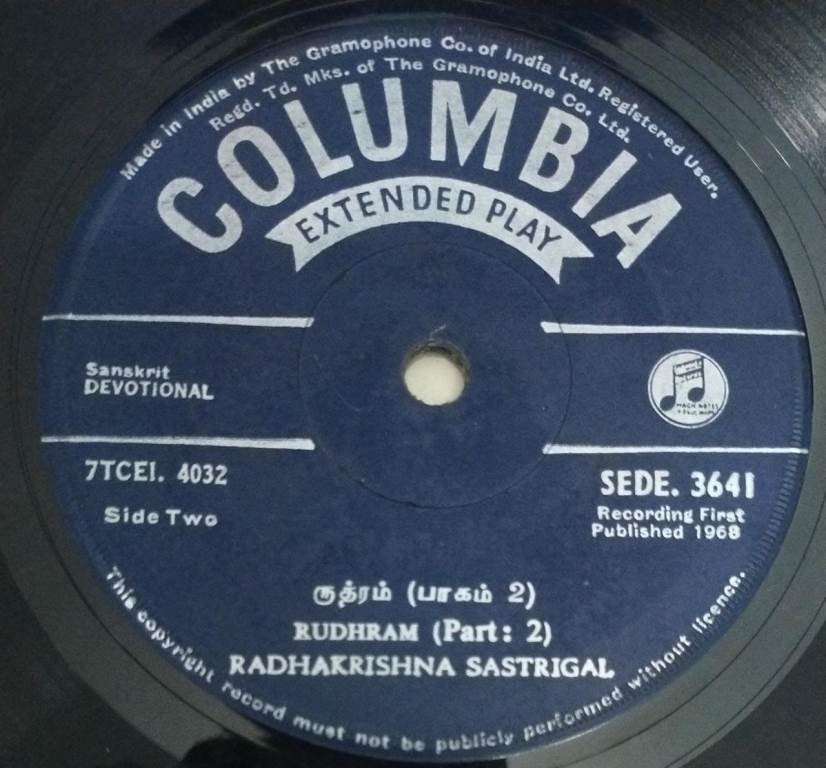 Made in India by The Gramophone Co. of India Ltd. Registered User.
Regd. Td. Mks. of The Gramophone Co. Ltd.
COLUMBIA
EXTENDED PLAY
Sanskrit
DEVOTIONAL
7TCEI. 4032
Side Two
SEDE. 3641
Recording First
Published 1968
ருத்ரம் (பாகம் 2)
RUDHRAM (Part: 2)
RADHAKRISHNA SASTRIGAL
This copyright record must not be publicly performed without licence.